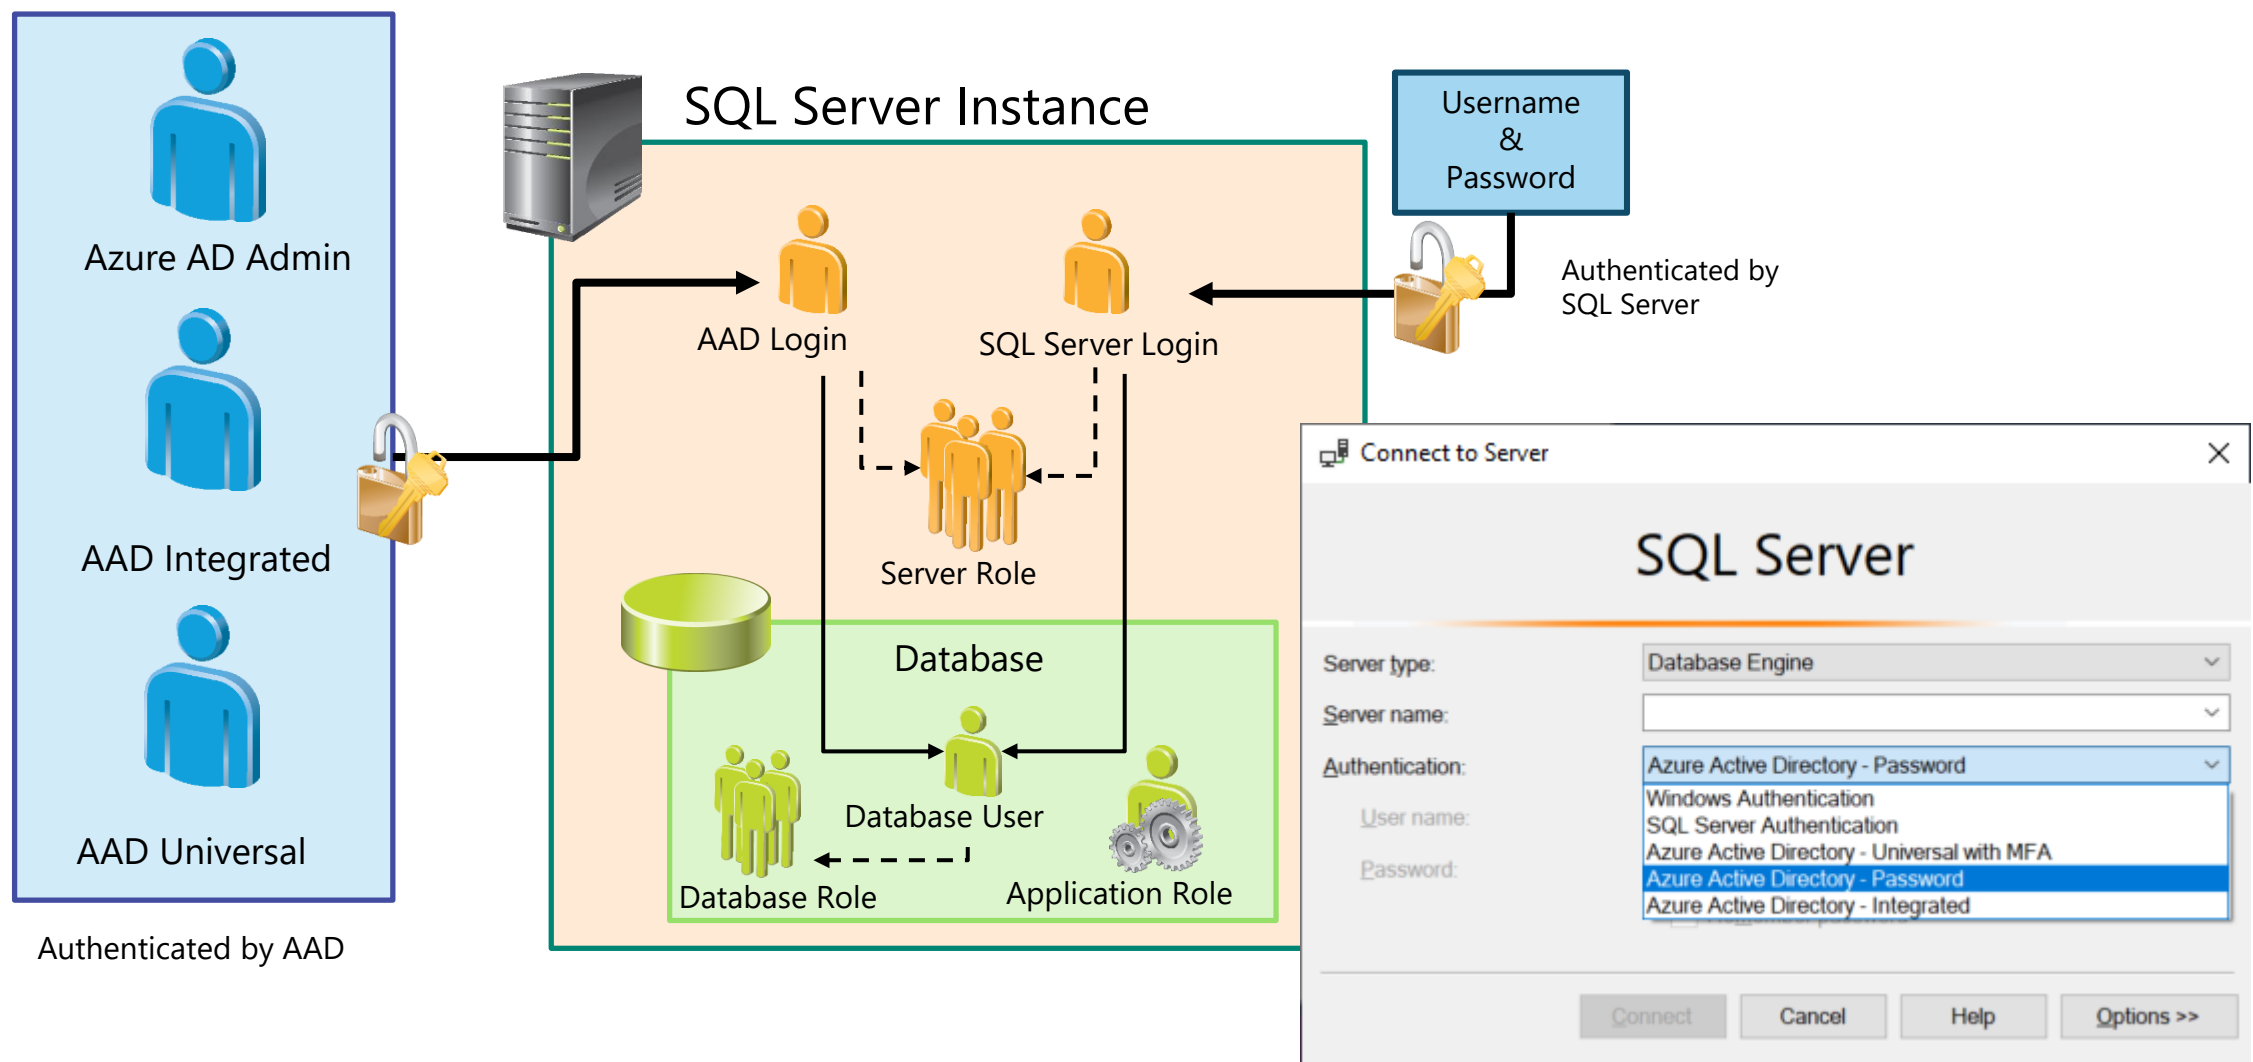 Azure AD Admin
AAD Integrated
AAD Universal
Authenticated by AAD
SQL Server Instance
AAD Login
SQL Server Login
Server Role
Database
Database User
Database Role
Application Role
Username
&
Password
Authenticated by
SQL Server
Connect to Server
SQL Server
Server type:
Database Engine
Server name:
Authentication:
Azure Active Directory - Password
Windows Authentication
SQL Server Authentication
Azure Active Directory - Universal with MFA
Azure Active Directory - Password
Azure Active Directory - Integrated
User name:
Password:
Connect
Cancel
Help
Options >>